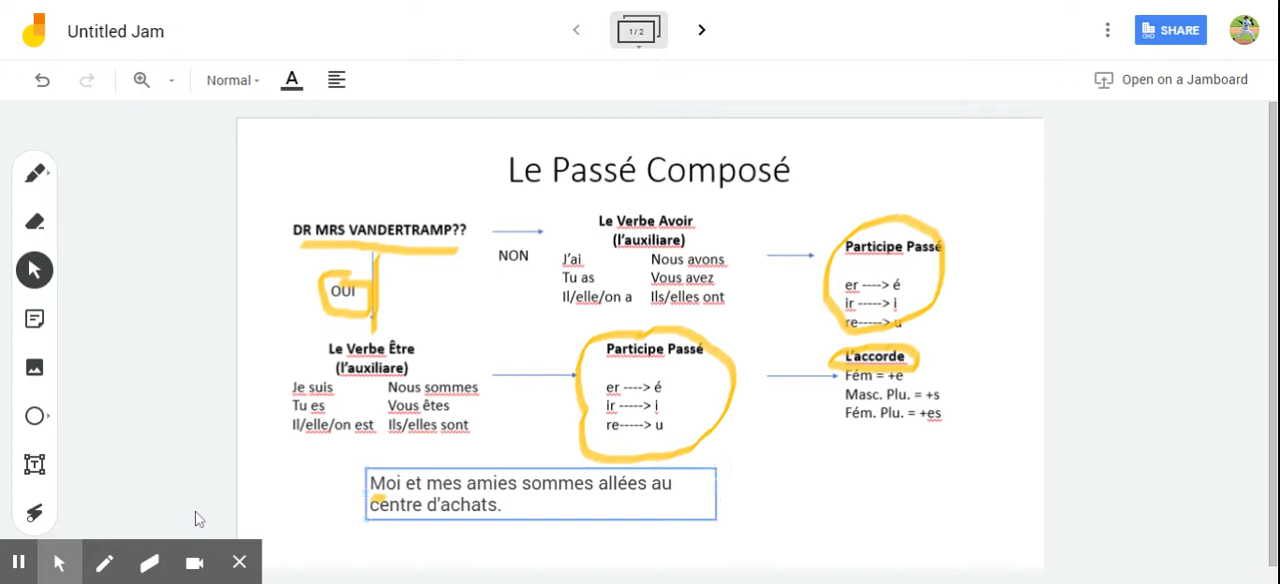 Untitled Jam
1/2
SHARE
Normal
A
Open on a Jamboard
Le Passé Composé
DR MRS VANDERTRAMP??
NON
OUI
Le Verbe Avoir
(l'auxiliare)
J'ai Nous avons
Tu as Vous avez
Il/elle/on a Ils/elles ont
Participe Passé
er ----> é
ir -----> i
re-----> u
Le Verbe Être
(l'auxiliare)
Je suis Nous sommes
Tu es Vous êtes
Il/elle/on est Ils/elles sont
Participe Passé
er ----> é
ir -----> i
re-----> u
L'accorde
Fém = +e
Masc. Plu. = +s
Fém. Plu. = +es
Moi et mes amies sommes allées au
centre d'achats.